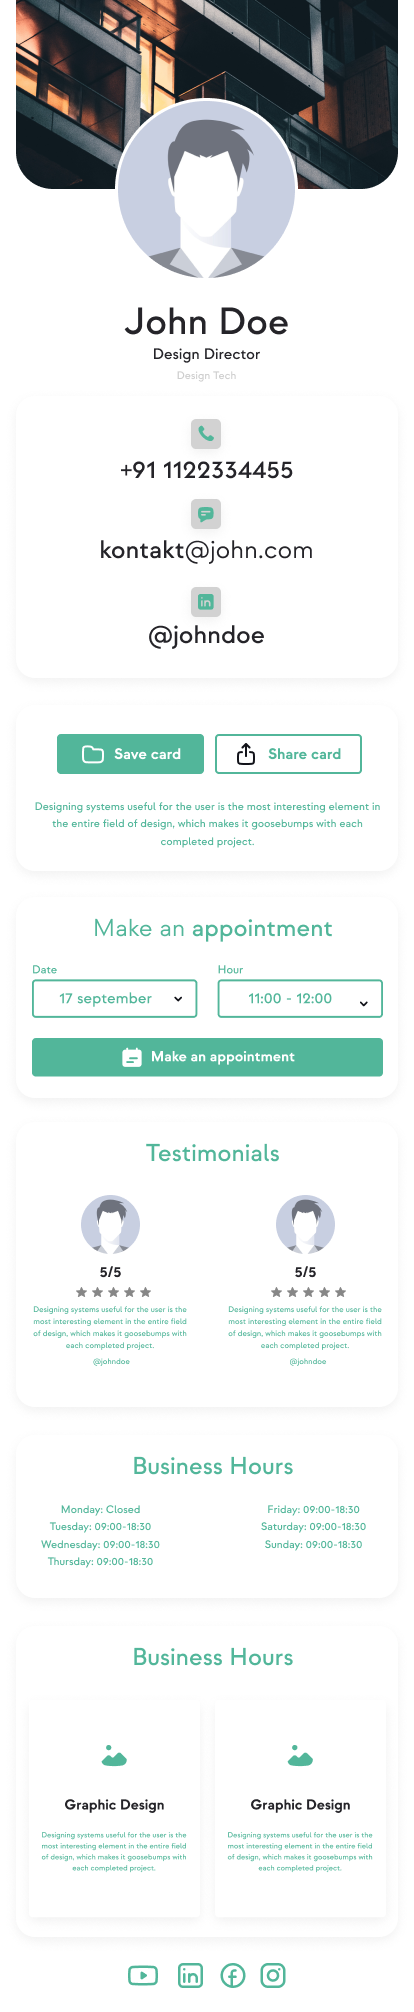 John Doe
Design Director
Design Tech
+91 1122334455
kontakt@john.com
@johndoe
Save card
Share card
Designing systems useful for the user is the most interesting element in
the entire field of design, which makes it goosebumps with each
completed project.
Make an appointment
Date
Hour
17 september
11:00 - 12:00
Make an appointment
Testimonials
5/5
Designing systems useful for the user is the
most interesting element in the entire field
of design, which makes it goosebumps with
each completed project.
@johndoe
5/5
Designing systems useful for the user is the
most interesting element in the entire field
of design, which makes it goosebumps with
each completed project.
@johndoe
Business Hours
Monday: Closed
Tuesday: 09:00-18:30
Wednesday: 09:00-18:30
Thursday: 09:00-18:30
Friday: 09:00-18:30
Saturday: 09:00-18:30
Sunday: 09:00-18:30
Business Hours
Graphic Design
Designing systems useful for the user is the
most interesting element in the entire field
of design, which makes it goosebumps with
each completed project.
Graphic Design
Designing systems useful for the user is the
most interesting element in the entire field
of design, which makes it goosebumps with
each completed project.